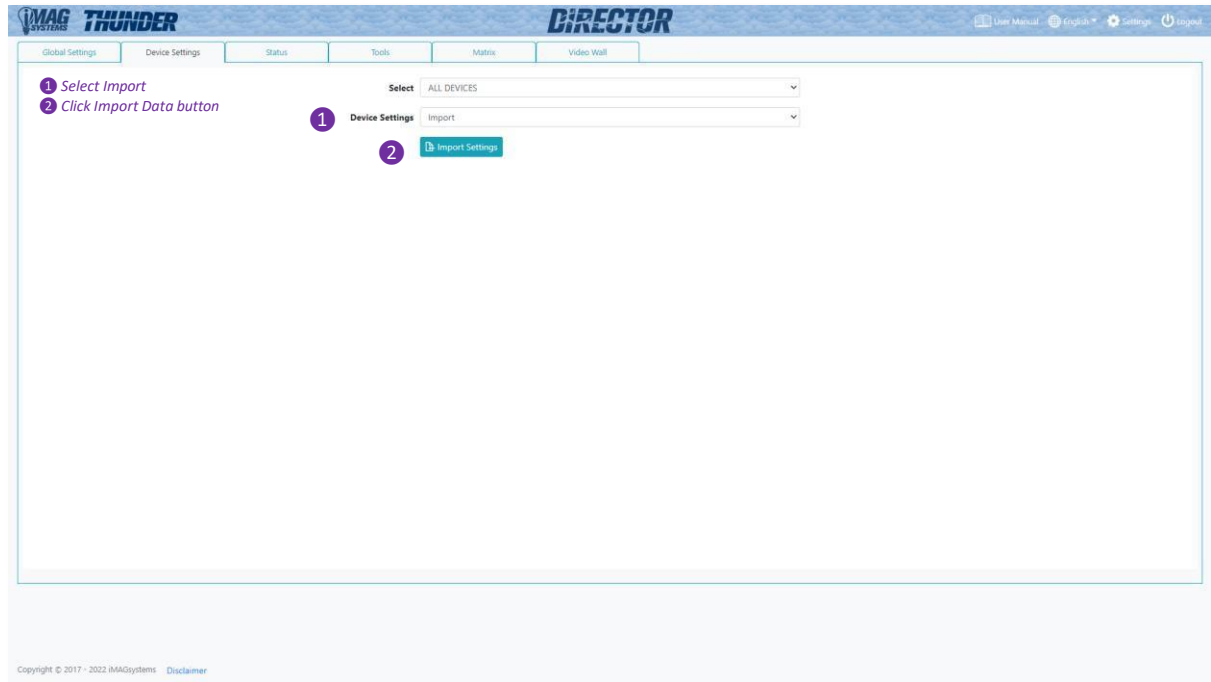 iMAG SYSTEMS THUNDER DiRECTOR User Manual English Settings Logout
Global Settings Device Settings Status Tools Matrix Video Wall
1 Select Import
2 Click Import Data button
Select ALL DEVICES
1 Device Settings Import
2 Import Settings
Copyright © 2017 - 2022 iMAGsystems Disclaimer